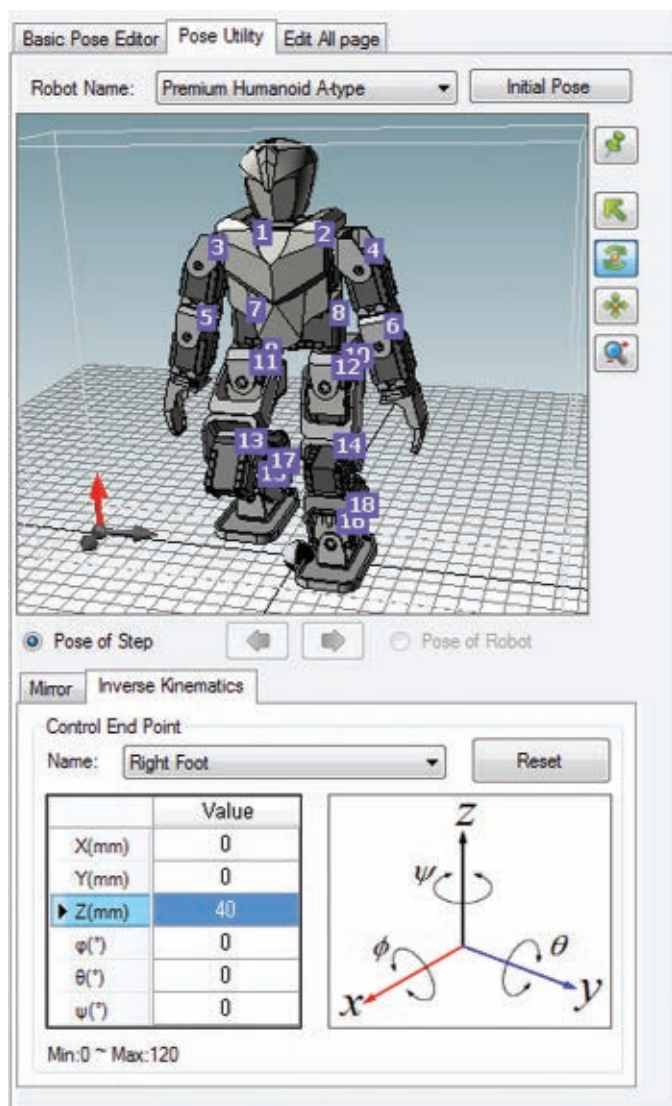 Basic Pose Editor Pose Utility Edit All page
Robot Name: Premium Humanoid A-type Initial Pose
1 2
3 4
7 8
5 6
11 12
13 14
17
18
16
Pose of Step Pose of Robot
Mirror Inverse Kinematics
Control End Point
Name: Right Foot Reset
Value
X(mm) 0
Y(mm) 0
Z(mm) 40
φ(°) 0
θ(°) 0
ψ(°) 0
z
ψ
ϕ θ
x y
Min:0 ~ Max:120